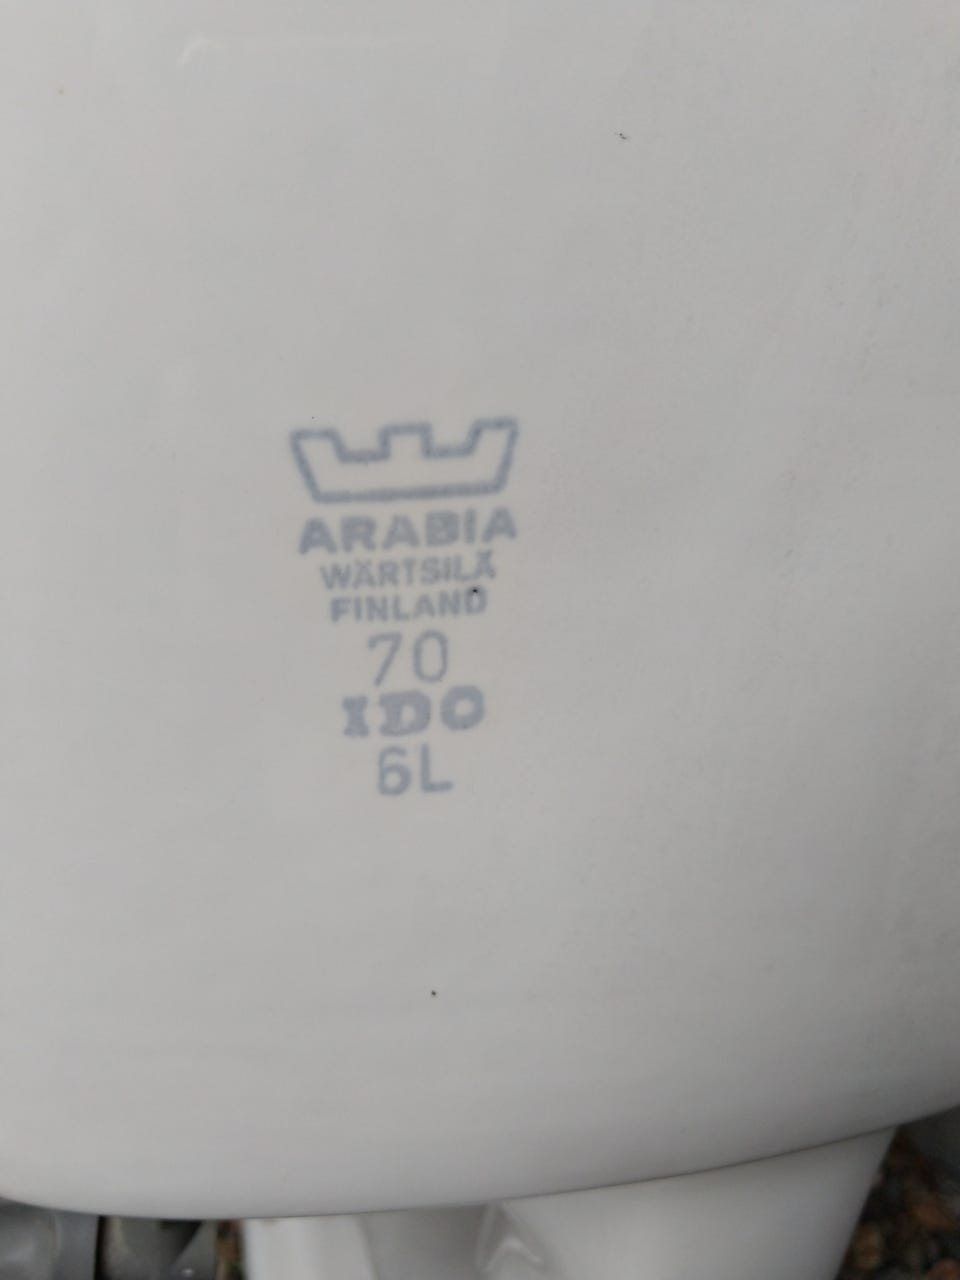 ARABIA
WÄRTSILÄ
FINLAND
70
IDO
6L